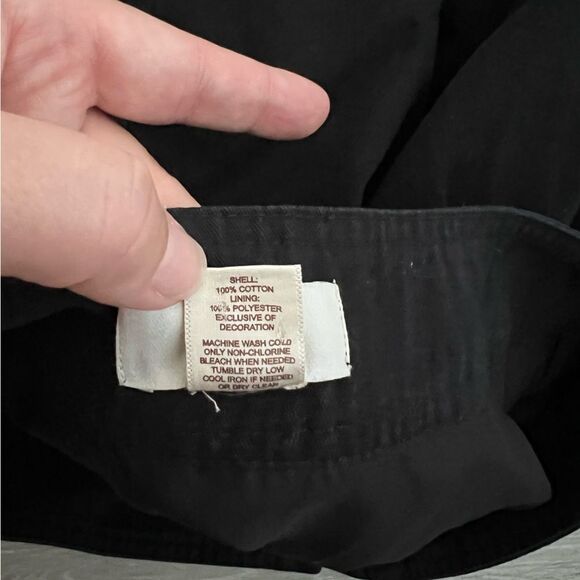 SHELL:
100% COTTON
LINING:
100% POLYESTER
EXCLUSIVE OF
DECORATION
MACHINE WASH COLD
ONLY NON-CHLORINE
BLEACH WHEN NEEDED
TUMBLE DRY LOW
COOL IRON IF NEEDED
OR DRY CLEAN